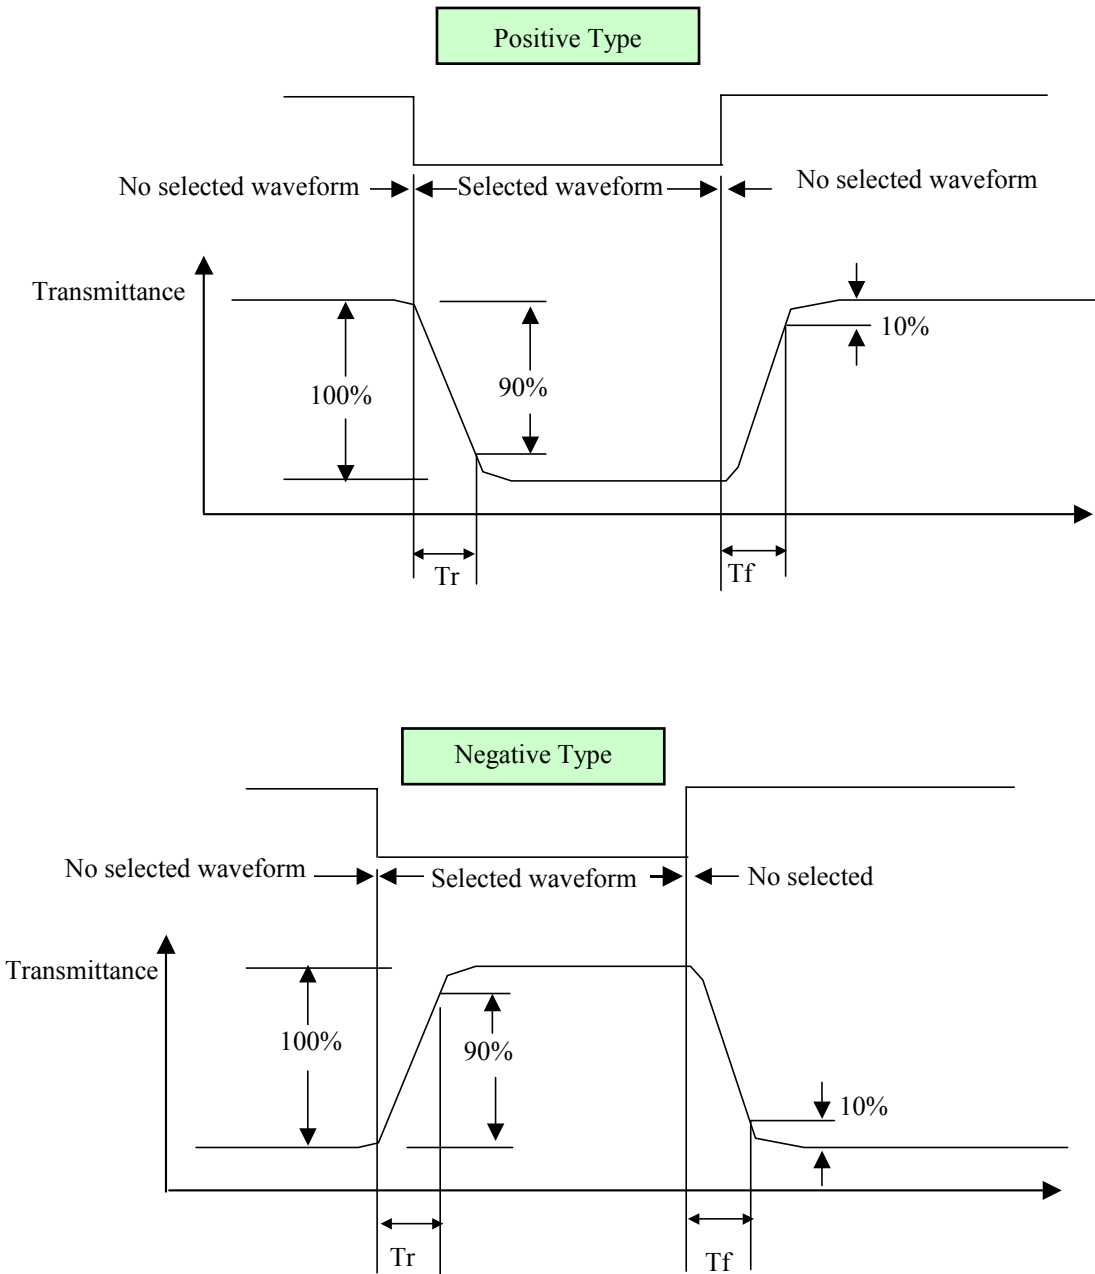 Positive Type
No selected waveform
Selected waveform
No selected waveform
Transmittance
10%
100%
90%
Tr
Tf
Negative Type
No selected waveform
Selected waveform
No selected
Transmittance
100%
90%
10%
Tr
Tf